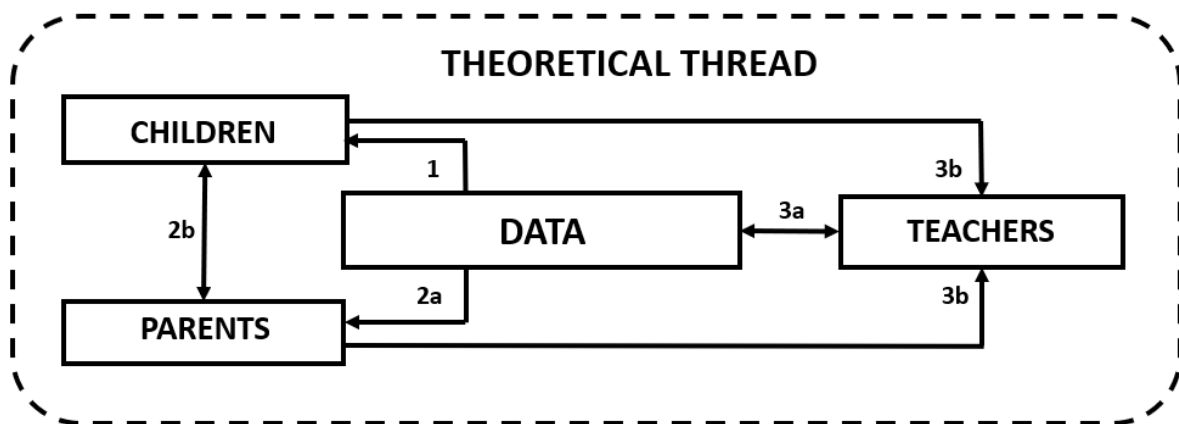 THEORETICAL THREAD
CHILDREN
1
3b
2b
DATA
3a
TEACHERS
2a
3b
PARENTS